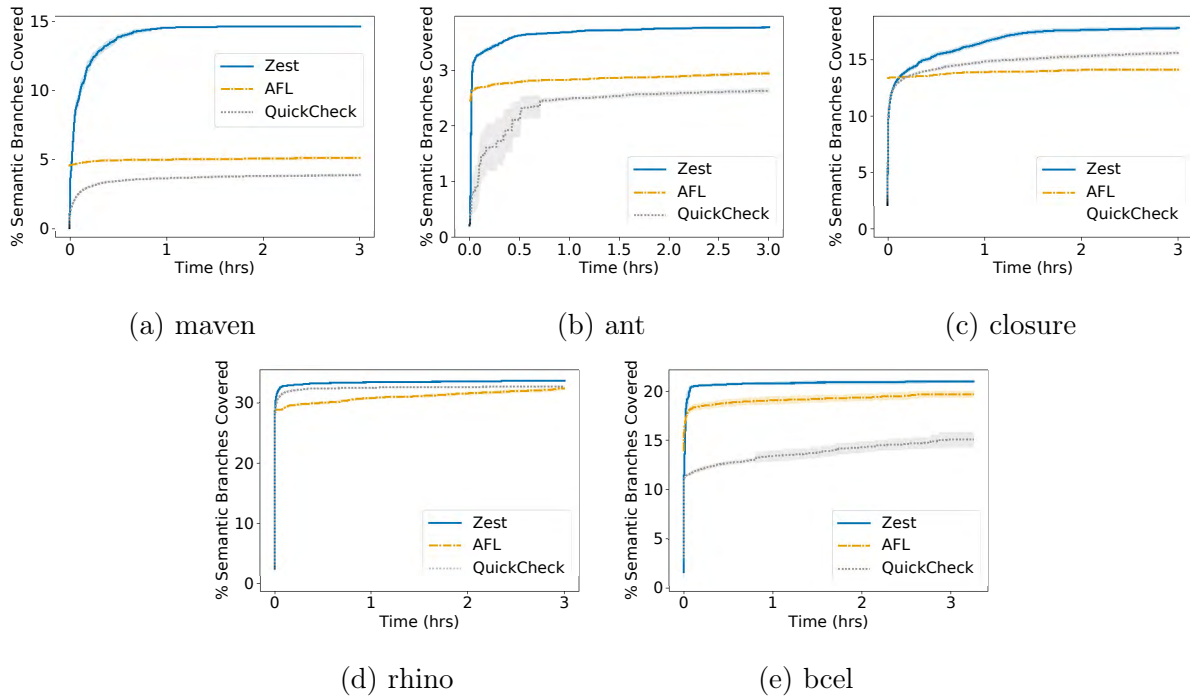 % Semantic Branches Covered
15
10
5
0
Zest
AFL
QuickCheck
0
1
2
3
Time (hrs)
(a) maven
% Semantic Branches Covered
3
2
1
0
Zest
AFL
QuickCheck
0.0
0.5
1.0
1.5
2.0
2.5
3.0
Time (hrs)
(b) ant
% Semantic Branches Covered
15
10
5
0
Zest
AFL
QuickCheck
0
1
2
3
Time (hrs)
(c) closure
% Semantic Branches Covered
30
20
10
0
Zest
AFL
QuickCheck
0
1
2
3
Time (hrs)
(d) rhino
% Semantic Branches Covered
20
15
10
5
0
Zest
AFL
QuickCheck
0
1
2
3
Time (hrs)
(e) bcel